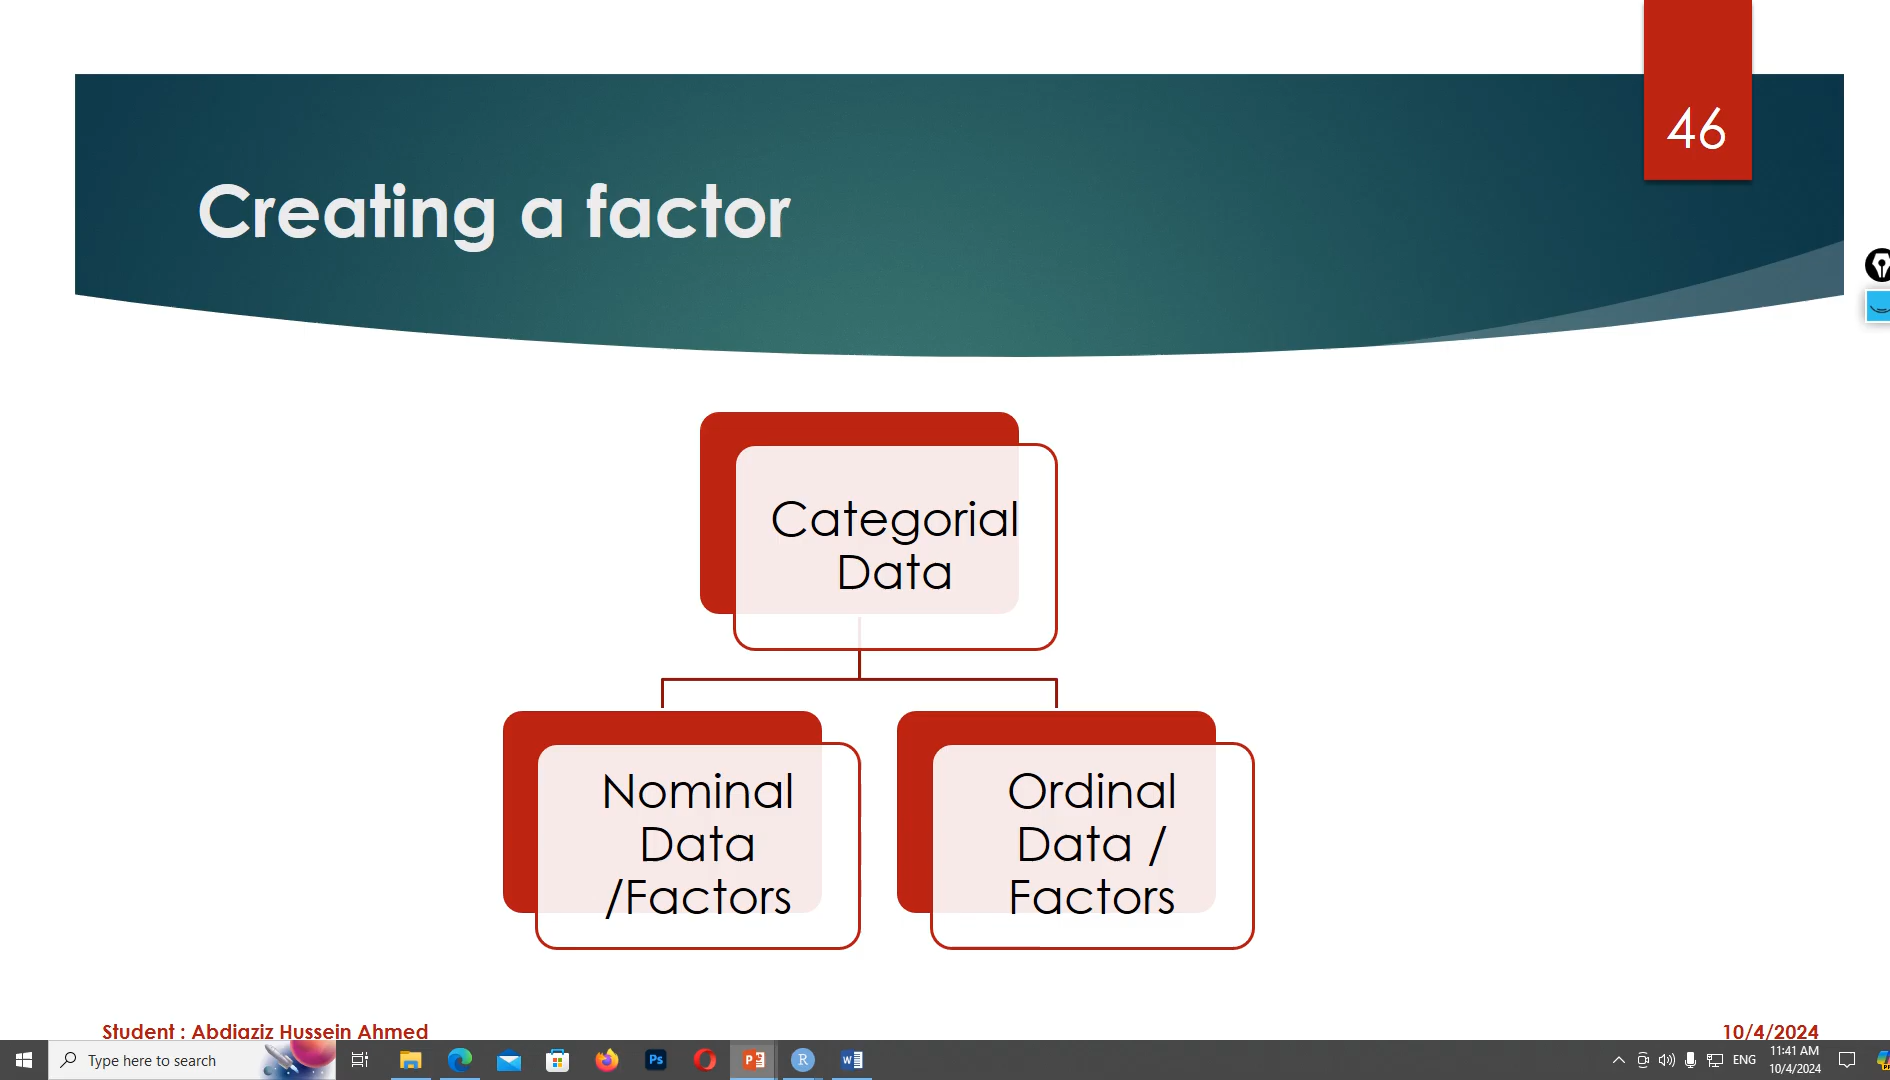 46
Creating a factor
Categorial
Data
Nominal
Data
/Factors
Ordinal
Data /
Factors
Student : Abdiaziz Hussein Ahmed
10/4/2024
Type here to search
Ps
P
R
W
ENG
11:41 AM
10/4/2024